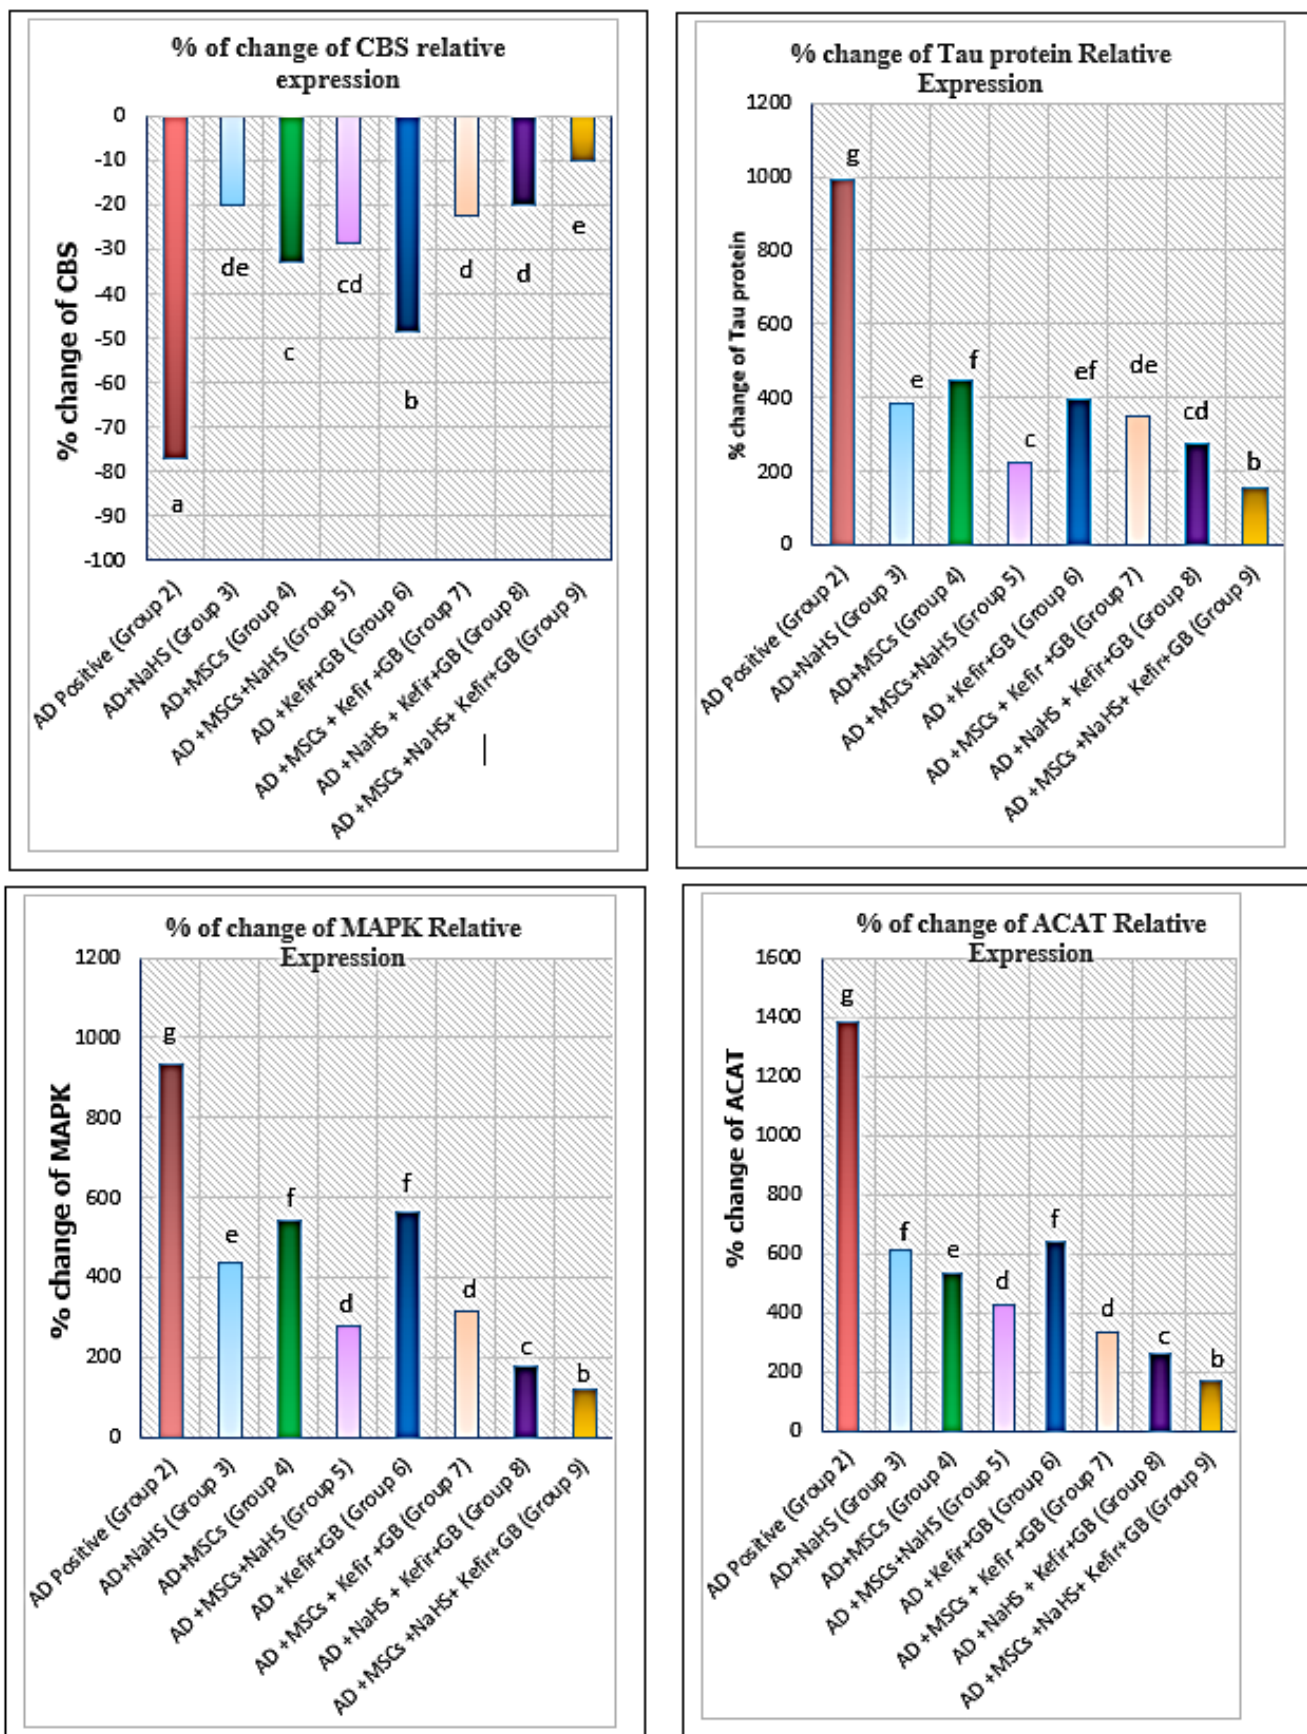 % of change of CBS relative
expression
% change of CBS
0
-10
-20
-30
-40
-50
-60
-70
-80
-90
-100
a
de
c
cd
b
d
d
e
AD Positive (Group 2)
AD+NaHS (Group 3)
AD+MSCs (Group 4)
AD +MSCs+NaHS (Group 5)
AD +Kefir+GB (Group 6)
AD +MSCs + Kefir +GB (Group 7)
AD +NaHS + Kefir+GB (Group 8)
AD +MSCs +NaHS+ Kefir+GB (Group 9)
% change of Tau protein Relative
Expression
% change of Tau protein
1200
1000
800
600
400
200
0
g
e
f
c
ef
de
cd
b
AD Positive (Group 2)
AD+NaHS (Group 3)
AD+MSCs (Group 4)
AD +MSCs+NaHS (Group 5)
AD +Kefir+GB (Group 6)
AD +MSCs + Kefir +GB (Group 7)
AD +NaHS + Kefir+GB (Group 8)
AD +MSCs +NaHS+ Kefir+GB (Group 9)
% of change of MAPK Relative
Expression
% change of MAPK
1200
1000
800
600
400
200
0
g
e
f
d
f
d
c
b
AD Positive (Group 2)
AD+NaHS (Group 3)
AD+MSCs (Group 4)
AD +MSCs+NaHS (Group 5)
AD +Kefir+GB (Group 6)
AD +MSCs + Kefir +GB (Group 7)
AD +NaHS + Kefir+GB (Group 8)
AD +MSCs +NaHS+ Kefir+GB (Group 9)
% of change of ACAT Relative
Expression
% change of ACAT
1600
1400
1200
1000
800
600
400
200
0
g
f
e
d
f
d
c
b
AD Positive (Group 2)
AD+NaHS (Group 3)
AD+MSCs (Group 4)
AD +MSCs+NaHS (Group 5)
AD +Kefir+GB (Group 6)
AD +MSCs + Kefir +GB (Group 7)
AD +NaHS + Kefir+GB (Group 8)
AD +MSCs +NaHS+ Kefir+GB (Group 9)